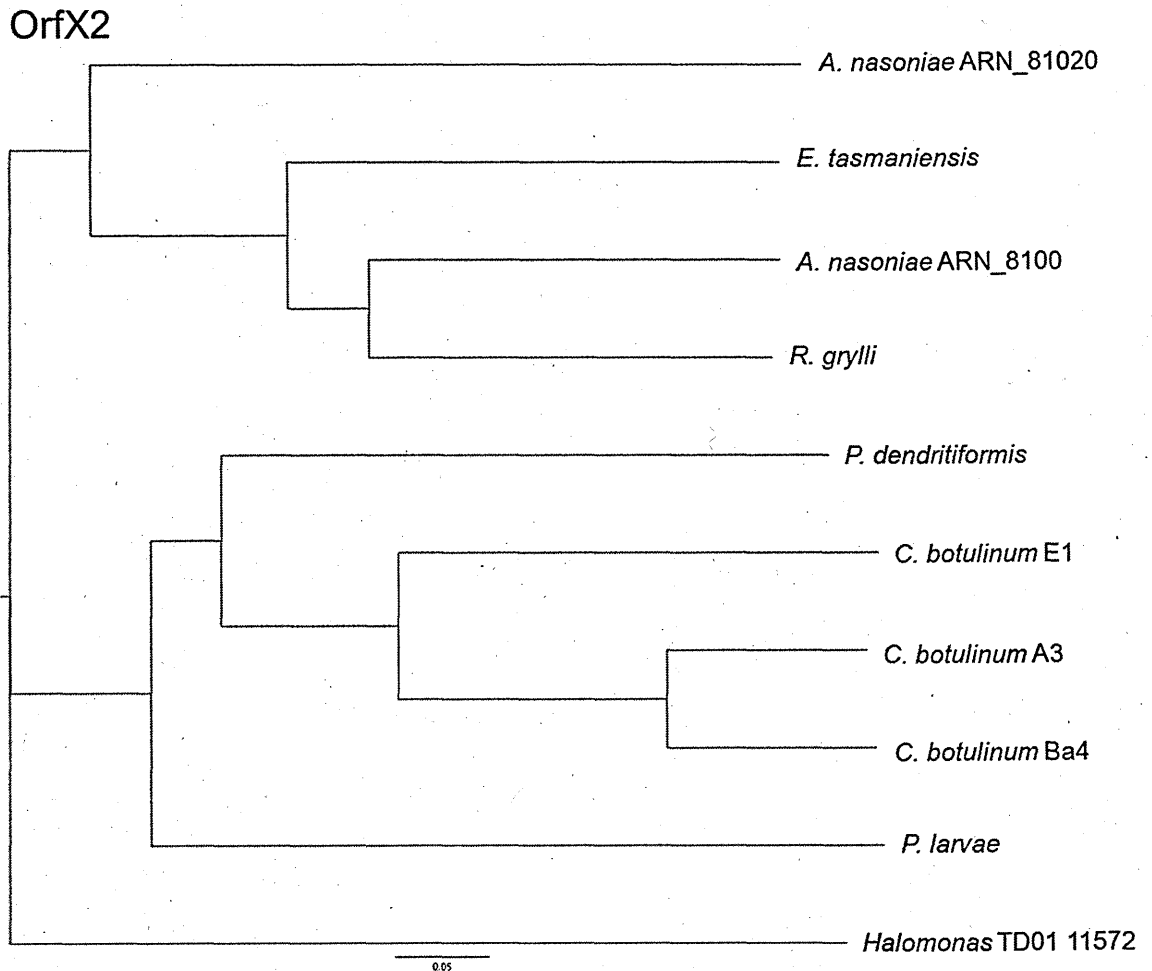 OrfX2
A. nasoniae ARN_81020
E. tasmaniensis
A. nasoniae ARN_8100
R. grylli
P. dendritiformis
C. botulinum E1
C. botulinum A3
C. botulinum Ba4
P. larvae
Halomonas TD01 11572
0.05